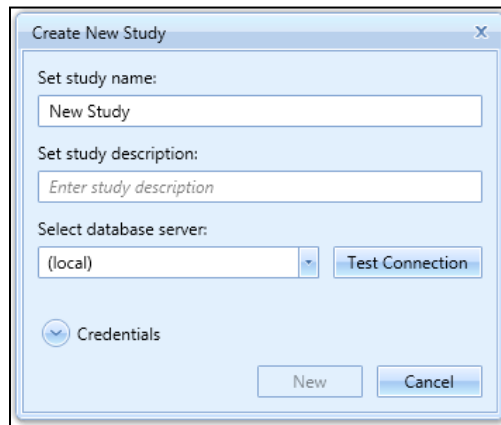 Create New Study x
Set study name:
New Study
Set study description:
Enter study description
Select database server:
(local) Test Connection
Credentials
New Cancel